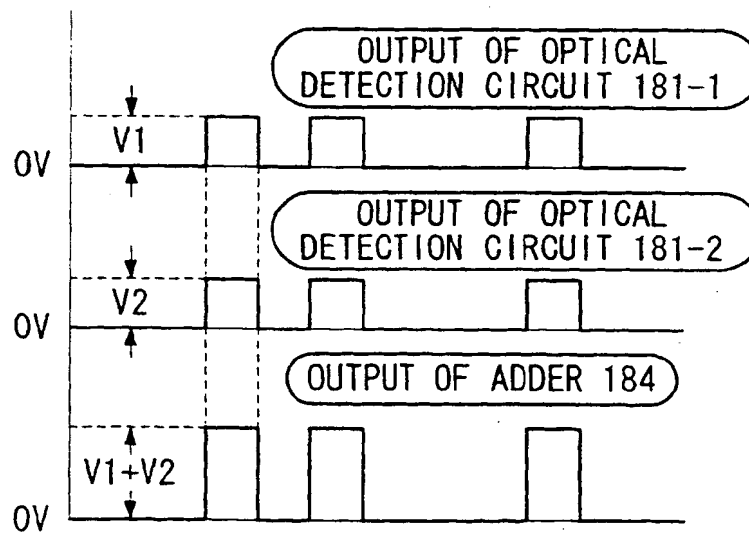 OUTPUT OF OPTICAL
DETECTION CIRCUIT 181-1
V1
0V
OUTPUT OF OPTICAL
DETECTION CIRCUIT 181-2
V2
0V
OUTPUT OF ADDER 184
V1+V2
0V